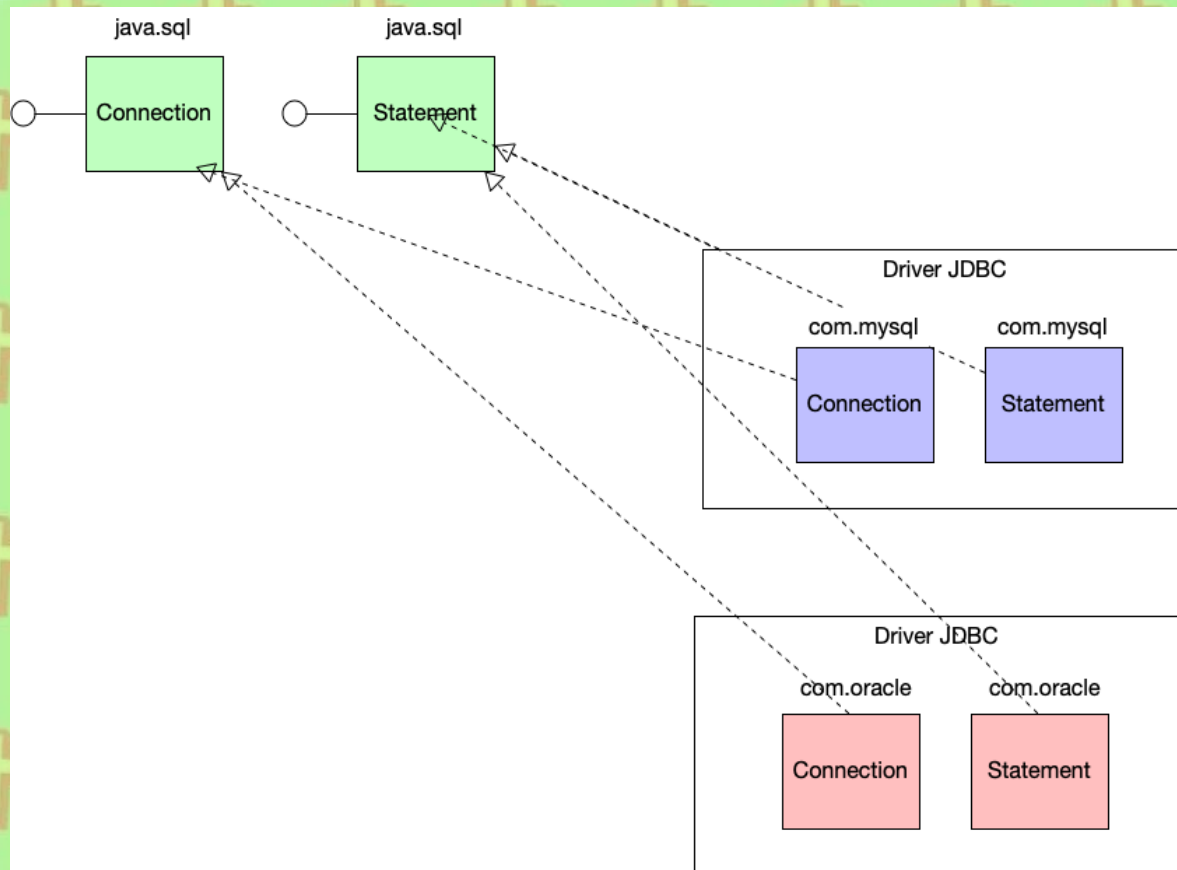 java.sql
java.sql
Connection
Statement
Driver JDBC
com.mysql
com.mysql
Connection
Statement
Driver JDBC
com.oracle
com.oracle
Connection
Statement